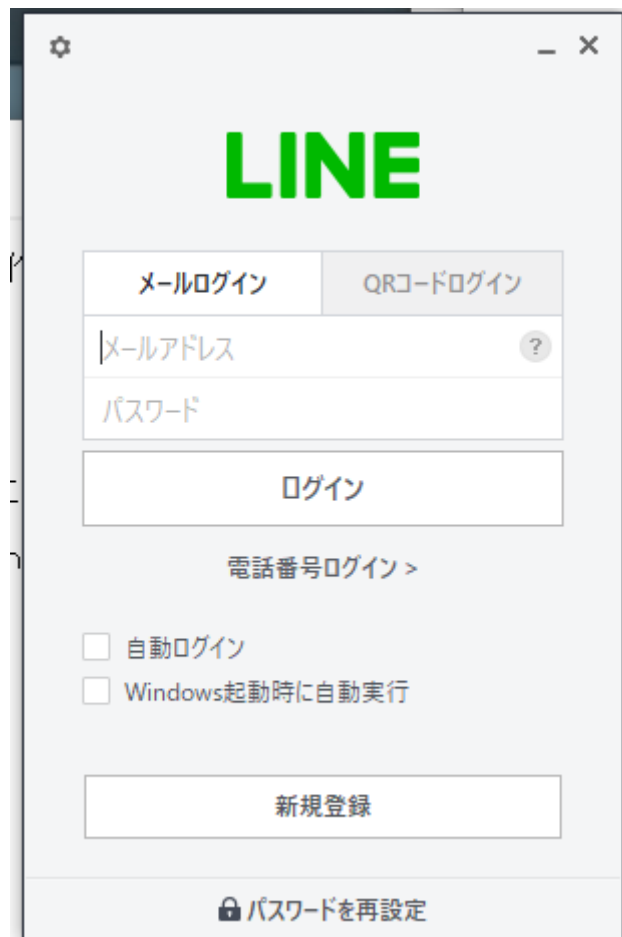 LINE
メールログイン
QRコードログイン
メールアドレス
?
パスワード
ログイン
電話番号ログイン >
自動ログイン
Windows起動時に自動実行
新規登録
パスワードを再設定